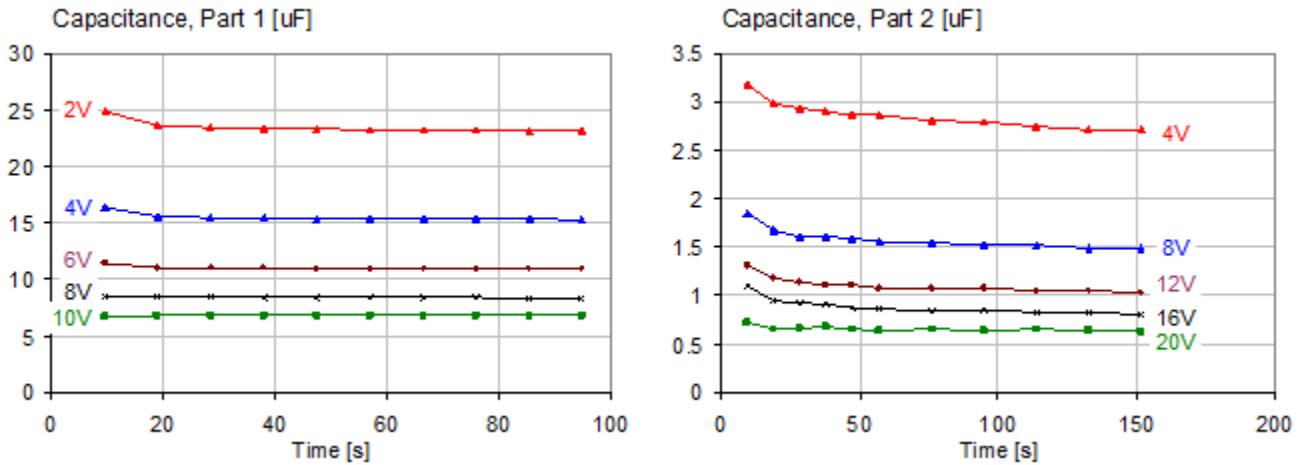 Capacitance, Part 1 [uF]
30
25
20
15
10
5
0
2V
4V
6V
8V
10V
0 20 40 60 80 100
Time [s]
Capacitance, Part 2 [uF]
3.5
3
2.5
2
1.5
1
0.5
0
4V
8V
12V
16V
20V
0 50 100 150 200
Time [s]